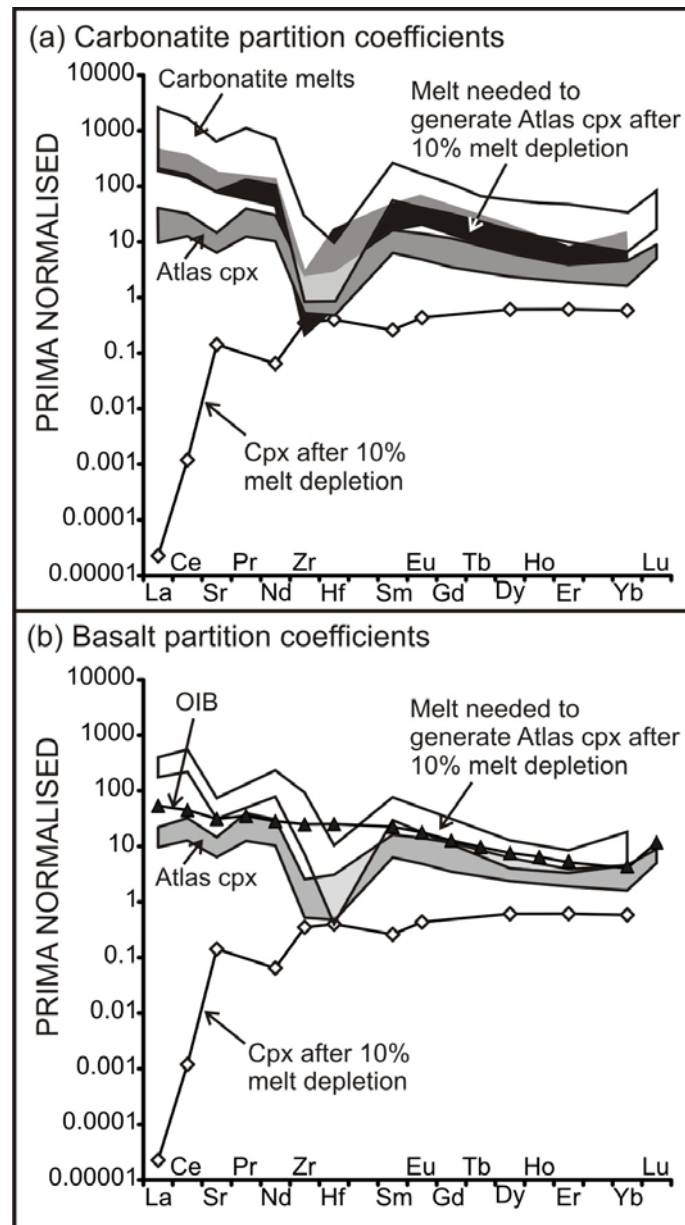 (a) Carbonatite partition coefficients
10000
1000
100
10
1
0.1
0.01
0.001
0.0001
0.00001
PRIMA NORMALISED
Carbonatite melts
Melt needed to
generate Atlas cpx after
10% melt depletion
Atlas cpx
Cpx after 10%
melt depletion
Ce Pr Zr Eu Tb Ho Lu
La Sr Nd Hf Sm Gd Dy Er Yb
(b) Basalt partition coefficients
10000
1000
100
10
1
0.1
0.01
0.001
0.0001
0.00001
PRIMA NORMALISED
OIB
Melt needed to
generate Atlas cpx after
10% melt depletion
Atlas cpx
Cpx after 10%
melt depletion
Ce Pr Zr Eu Tb Ho Lu
La Sr Nd Hf Sm Gd Dy Er Yb